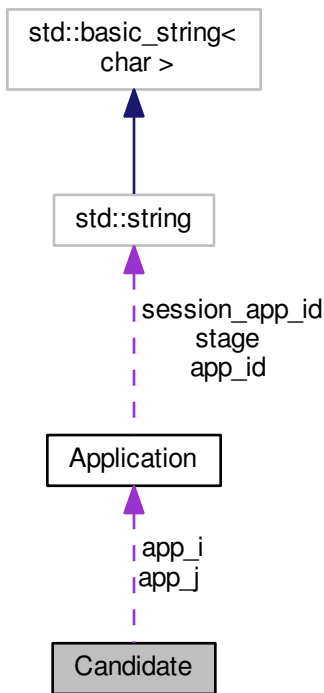 std::basic_string<
char >
std::string
session_app_id
stage
app_id
Application
app_i
app_j
Candidate